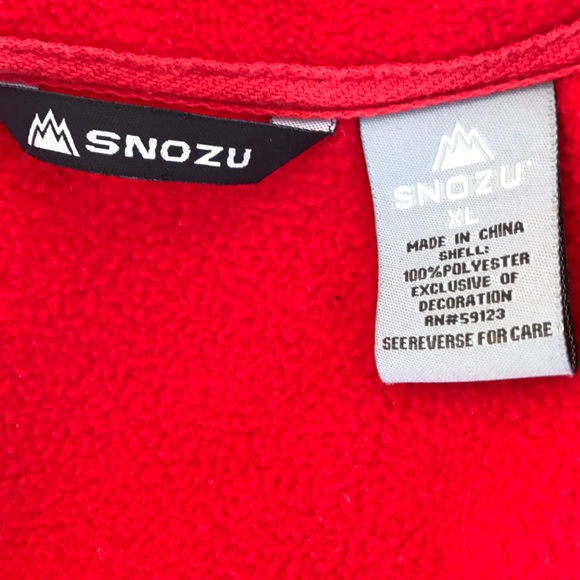 SNOZU
SNOZU
XL
MADE IN CHINA
SHELL:
100%POLYESTER
EXCLUSIVE OF
DECORATION
RN#59123
SEEREVERSE FOR CARE